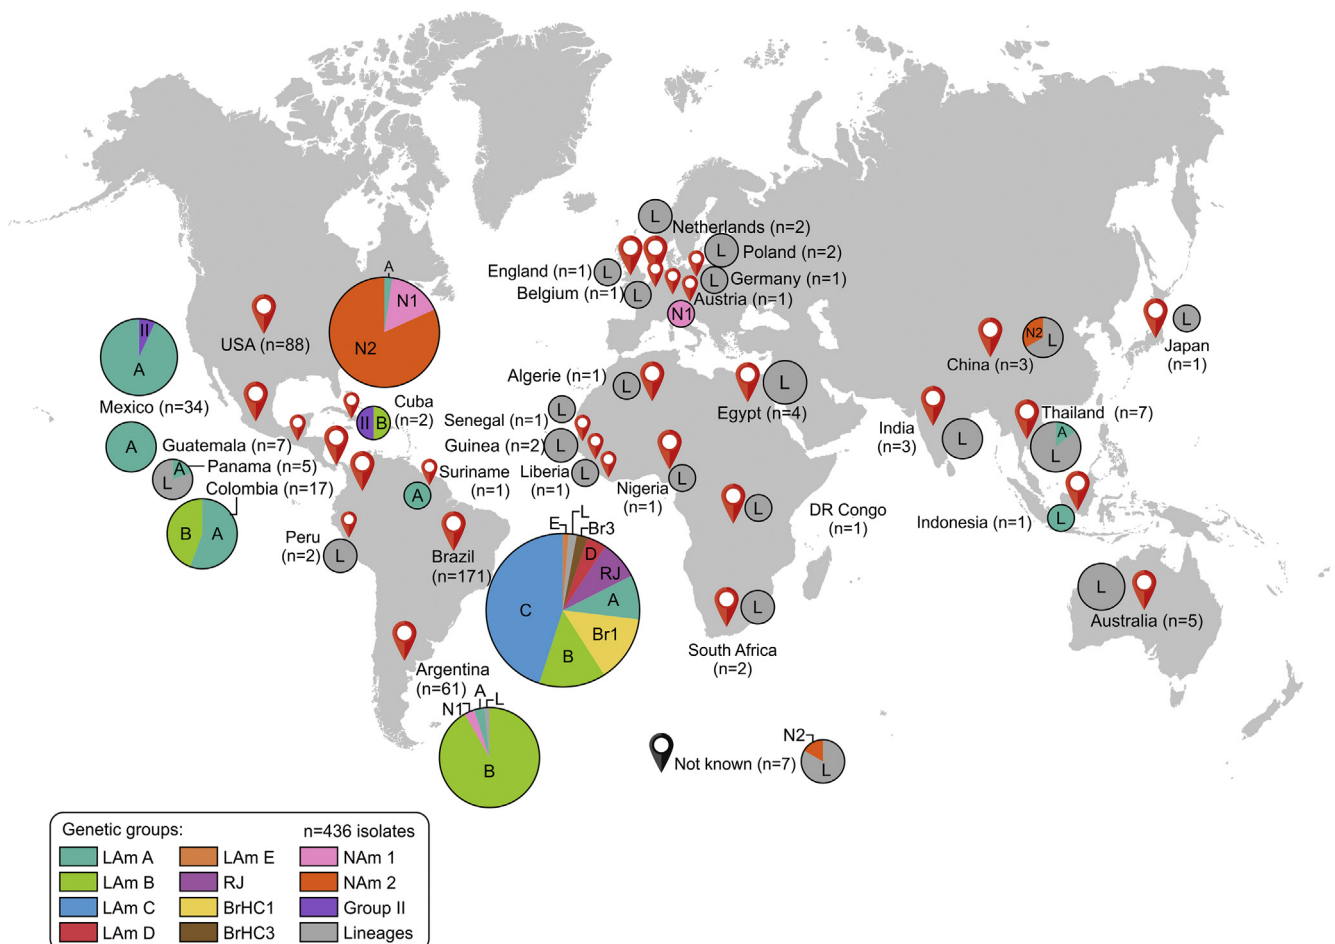 L
Netherlands (n=2)
L
Poland (n=2)
England (n=1)
L
L
Germany (n=1)
Belgium (n=1)
L
Austria (n=1)
N1
A
N1
N2
USA (n=88)
II
A
Mexico (n=34)
Cuba
(n=2)
II
B
A
Guatemala (n=7)
A
L
Panama (n=5)
Colombia (n=17)
B
A
Suriname
(n=1)
A
Peru
(n=2)
L
Brazil
(n=171)
E
L
Br3
D
RJ
A
Br1
B
C
Argentina
(n=61)
N1
A
L
B
Algerie (n=1)
L
Egypt (n=4)
L
Senegal (n=1)
L
Guinea (n=2)
L
Liberia
(n=1)
L
Nigeria
(n=1)
L
L
DR Congo
(n=1)
South Africa
(n=2)
L
China (n=3)
N2
L
Japan
(n=1)
L
India
(n=3)
L
Thailand (n=7)
A
L
Indonesia (n=1)
L
L
Australia (n=5)
Not known (n=7)
N2
L
Genetic groups:
n=436 isolates
LAm A
LAm E
NAm 1
LAm B
RJ
NAm 2
LAm C
BrHC1
Group II
LAm D
BrHC3
Lineages